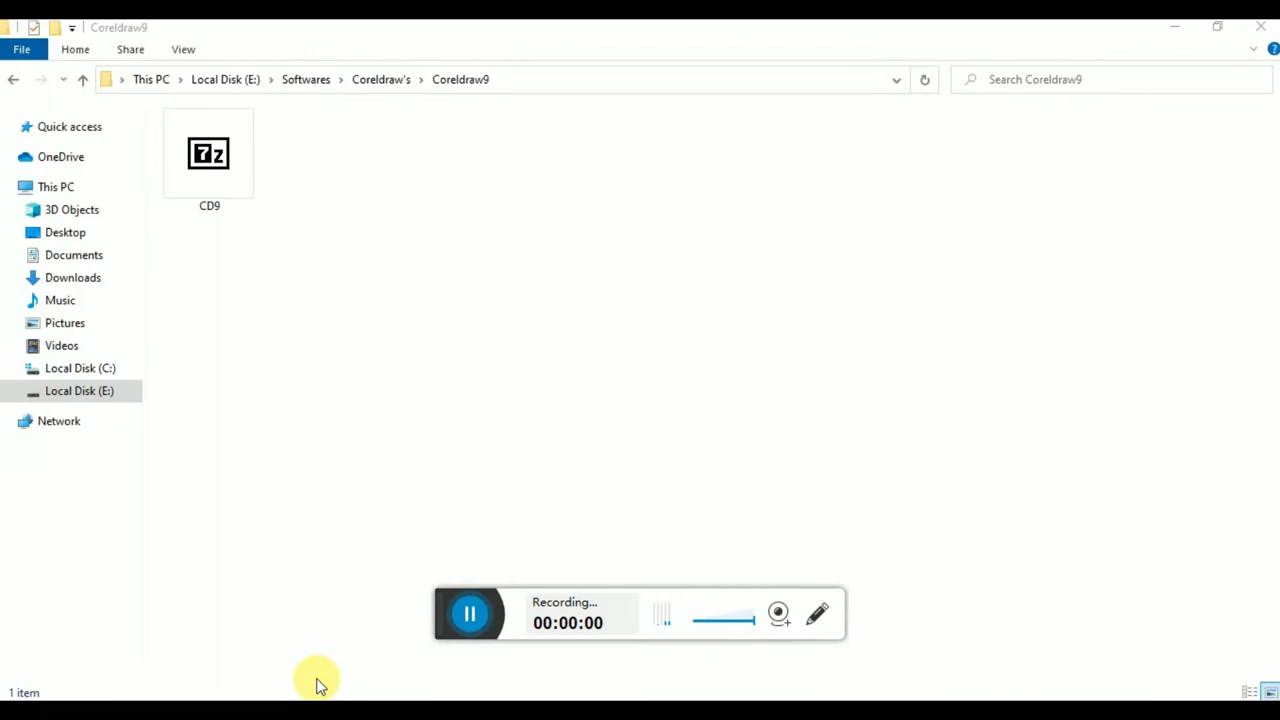 Coreldraw9
File Home Share View
This PC Local Disk (E:) Softwares Coreldraw's Coreldraw9
Search Coreldraw9
Quick access
OneDrive
This PC
3D Objects
Desktop
Documents
Downloads
Music
Pictures
Videos
Local Disk (C:)
Local Disk (E:)
Network
7z
CD9
Recording...
00:00:00
1 item